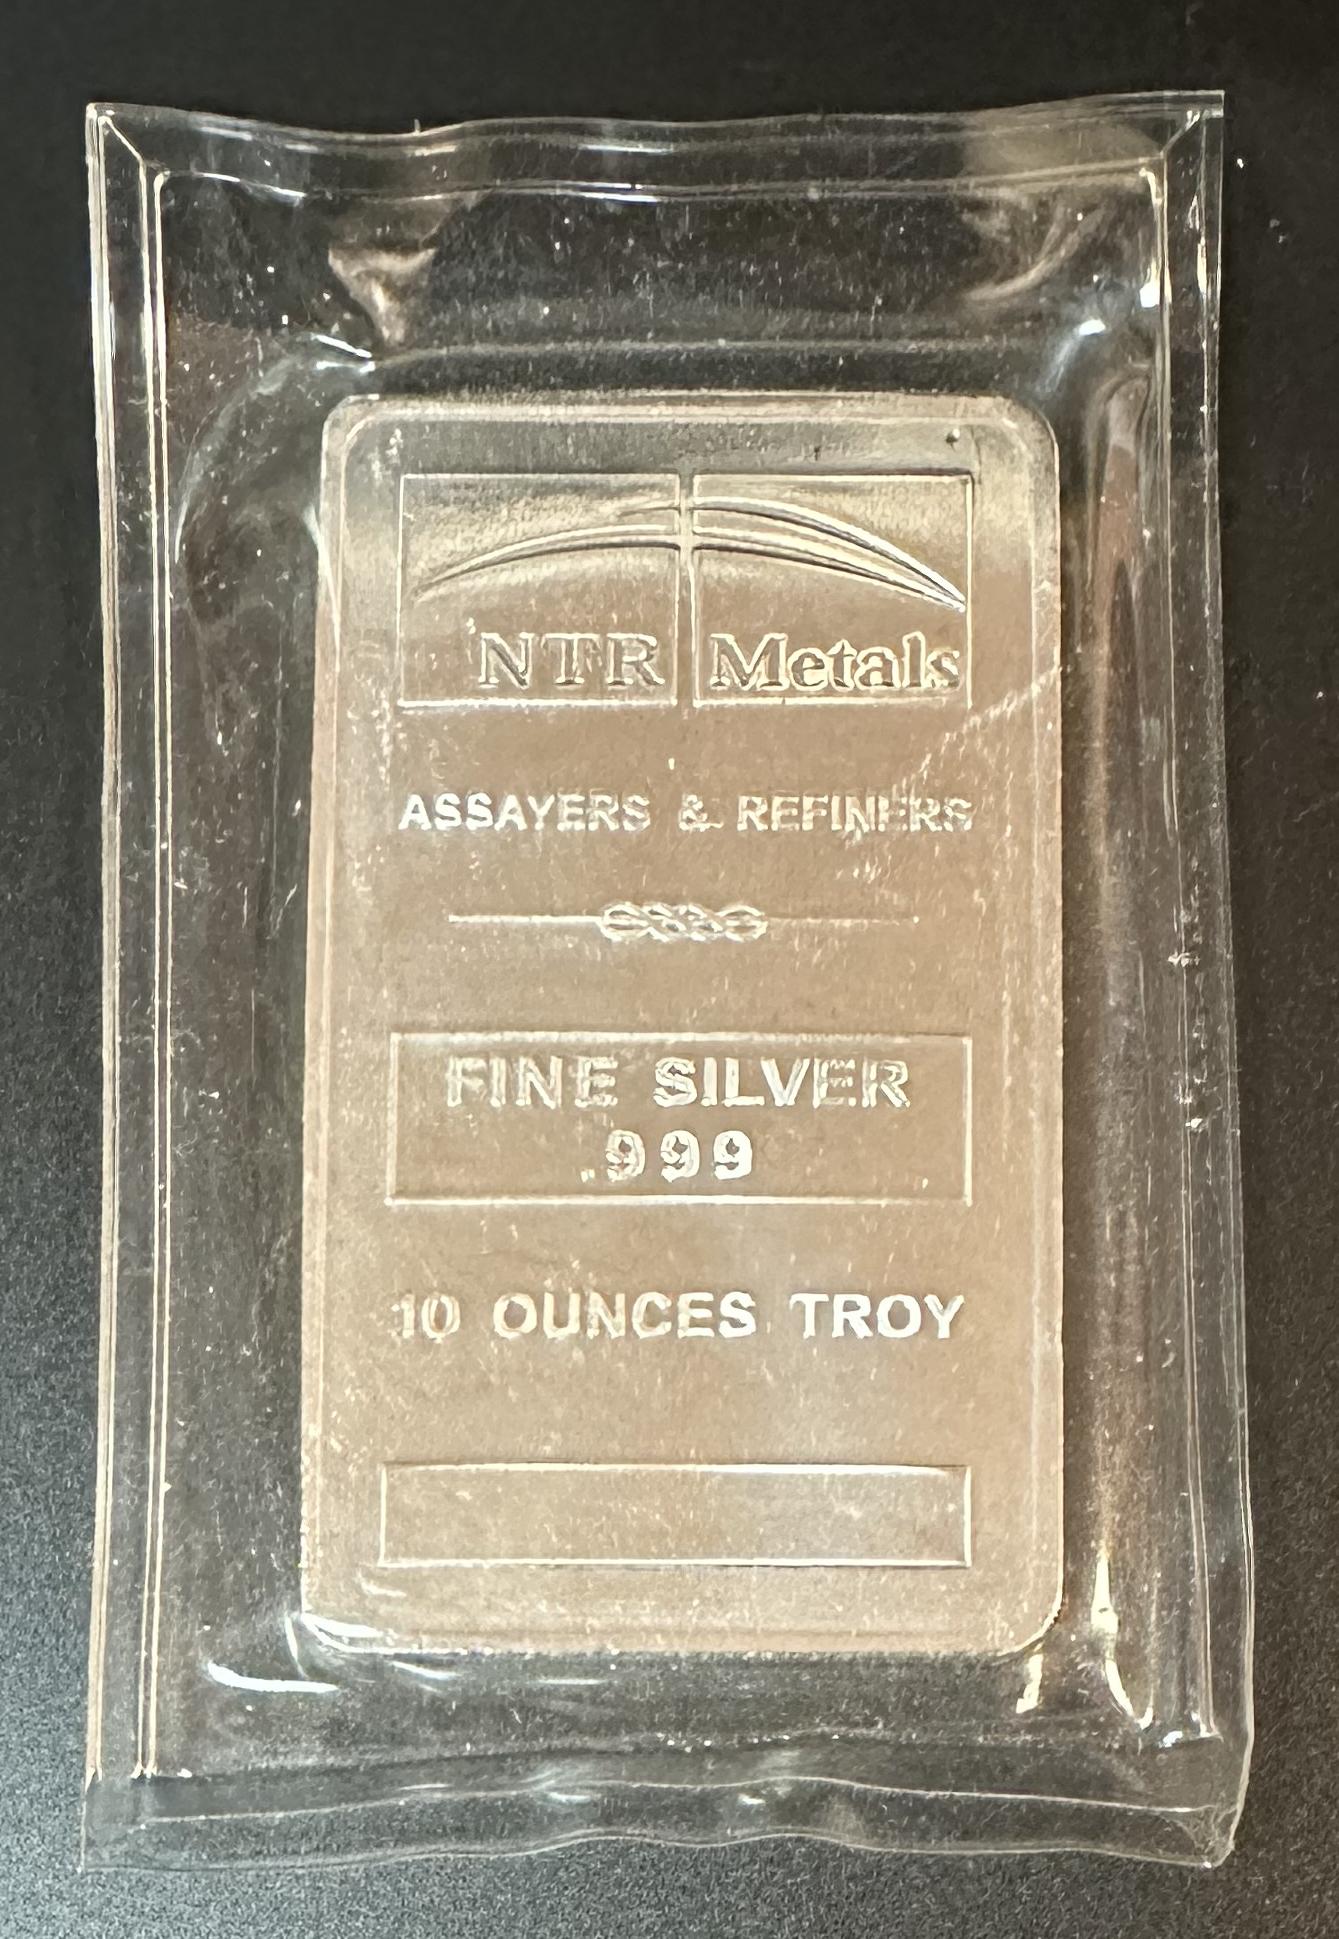 NTR Metals
ASSAYERS & REFINERS
FINE SILVER
.999
10 OUNCES TROY